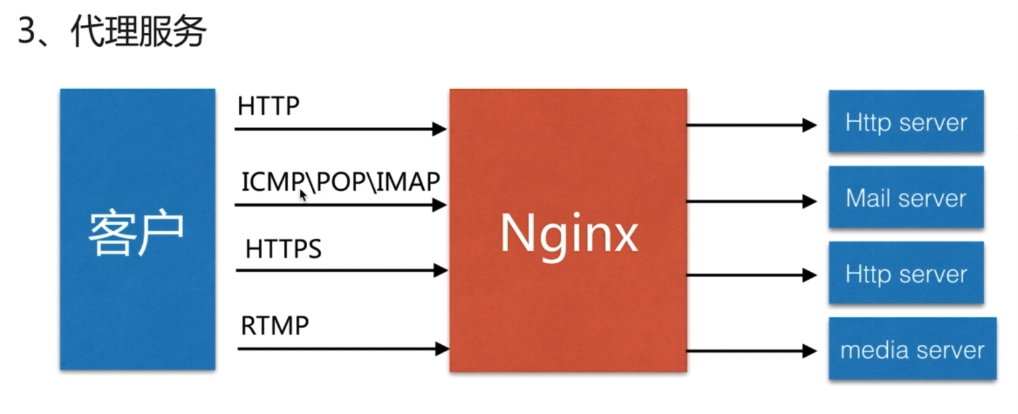 3、代理服务
客户
HTTP
ICMP\POP\IMAP
HTTPS
RTMP
Nginx
Http server
Mail server
Http server
media server